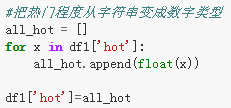 #把热门程度从字符串变成数字类型
all_hot = []
for x in df1['hot']:
    all_hot.append(float(x))
df1['hot']=all_hot